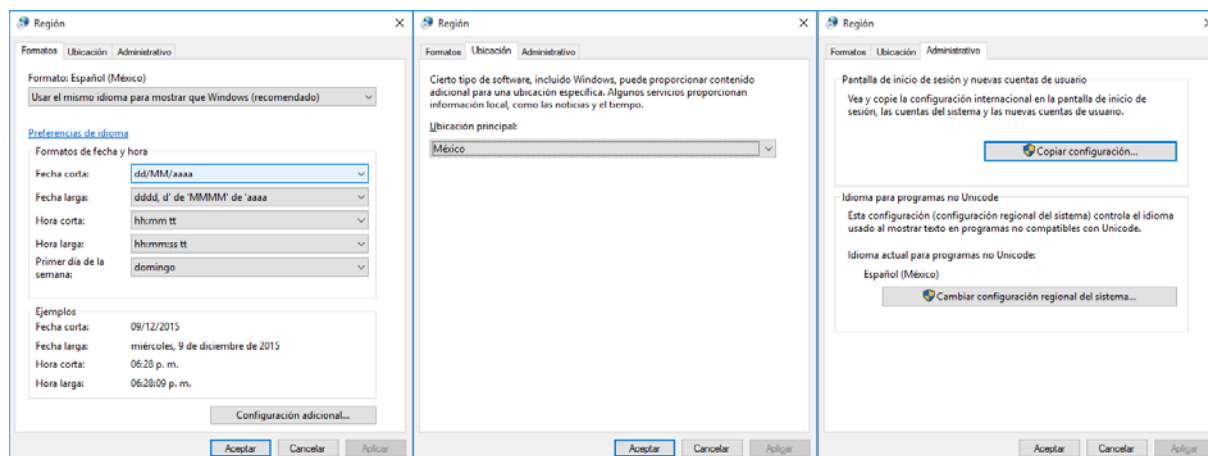 Región
Formatos Ubicación Administrativo
Formato: Español (México)
Usar el mismo idioma para mostrar que Windows (recomendado)
Preferencias de idioma
Formatos de fecha y hora
Fecha corta: dd/MM/aaaa
Fecha larga: dddd, d' de 'MMMM' de 'aaaa
Hora corta: hh:mm tt
Hora larga: hh:mm:ss tt
Primer día de la
semana: domingo
Ejemplos
Fecha corta: 09/12/2015
Fecha larga: miércoles, 9 de diciembre de 2015
Hora corta: 06:28 p. m.
Hora larga: 06:28:09 p. m.
Configuración adicional...
Aceptar Cancelar Aplicar
Región
Formatos Ubicación Administrativo
Cierto tipo de software, incluido Windows, puede proporcionar contenido
adicional para una ubicación específica. Algunos servicios proporcionan
información local, como las noticias y el tiempo.
Ubicación principal:
México
Aceptar Cancelar Aplicar
Región
Formatos Ubicación Administrativo
Pantalla de inicio de sesión y nuevas cuentas de usuario
Vea y copie la configuración internacional en la pantalla de inicio de
sesión, las cuentas del sistema y las nuevas cuentas de usuario.
Copiar configuración...
Idioma para programas no Unicode
Esta configuración (configuración regional del sistema) controla el idioma
usado al mostrar texto en programas no compatibles con Unicode.
Idioma actual para programas no Unicode:
Español (México)
Cambiar configuración regional del sistema...
Aceptar Cancelar Aplicar